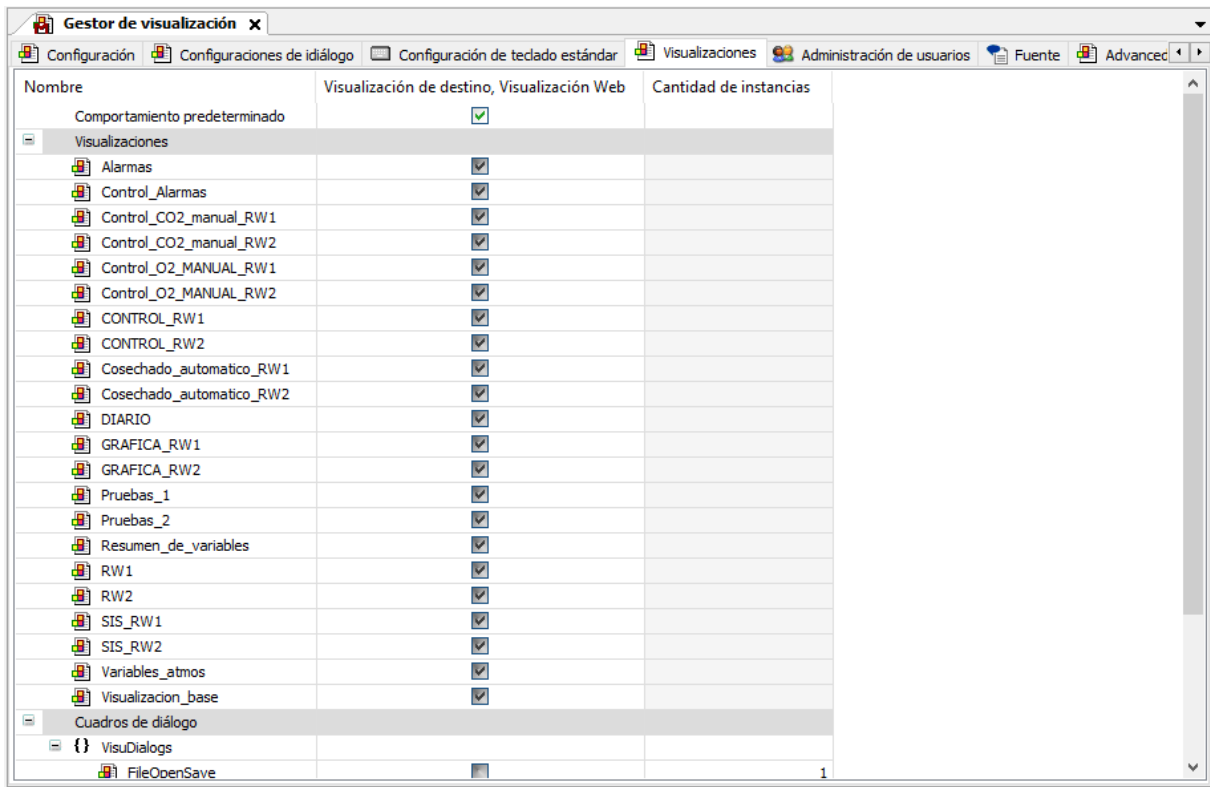 Gestor de visualización
Configuración Configuraciones de idiálogo Configuración de teclado estándar Visualizaciones Administración de usuarios Fuente Advanced
Nombre Visualización de destino, Visualización Web Cantidad de instancias
Comportamiento predeterminado
Visualizaciones
Alarmas
Control_Alarmas
Control_CO2_manual_RW1
Control_CO2_manual_RW2
Control_O2_MANUAL_RW1
Control_O2_MANUAL_RW2
CONTROL_RW1
CONTROL_RW2
Cosechado_automatico_RW1
Cosechado_automatico_RW2
DIARIO
GRAFICA_RW1
GRAFICA_RW2
Pruebas_1
Pruebas_2
Resumen_de_variables
RW1
RW2
SIS_RW1
SIS_RW2
Variables_atmos
Visualizacion_base
Cuadros de diálogo
{} VisuDialogs
FileOpenSave 1